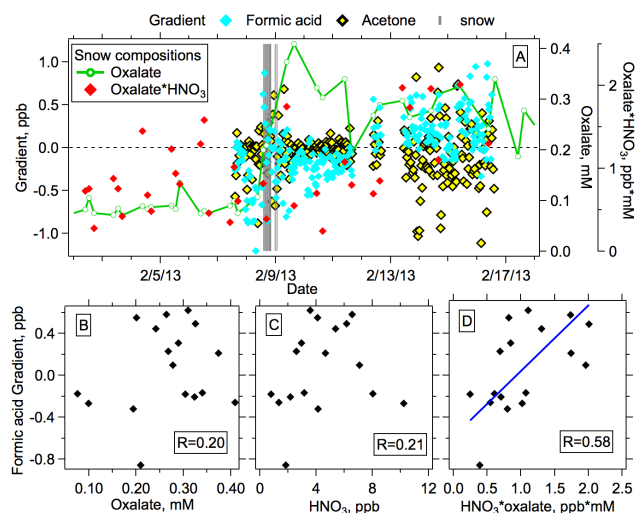 Gradient Formic acid Acetone snow
A
Snow compositions
Oxalate
Oxalate*HNO3
Gradient, ppb
1.0
0.5
0.0
-0.5
-1.0
0.4
0.3
0.2
0.1
0.0
Oxalate, mM
2
1
0
Oxalate*HNO3, ppb*mM
2/5/13 2/9/13 2/13/13 2/17/13
Date
Formic acid Gradient, ppb
0.4
0.0
-0.4
-0.8
B
R=0.20
0.10 0.20 0.30 0.40
Oxalate, mM
C
R=0.21
0 4 8 12
HNO3, ppb
D
R=0.58
0.0 0.5 1.0 1.5 2.0
HNO3*oxalate, ppb*mM